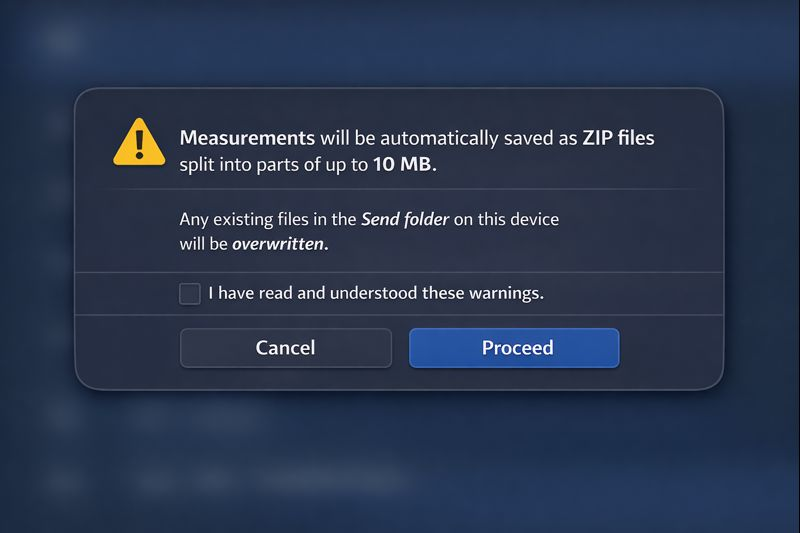 Measurements will be automatically saved as ZIP files
split into parts of up to 10 MB.
Any existing files in the Send folder on this device
will be overwritten.
I have read and understood these warnings.
Cancel
Proceed